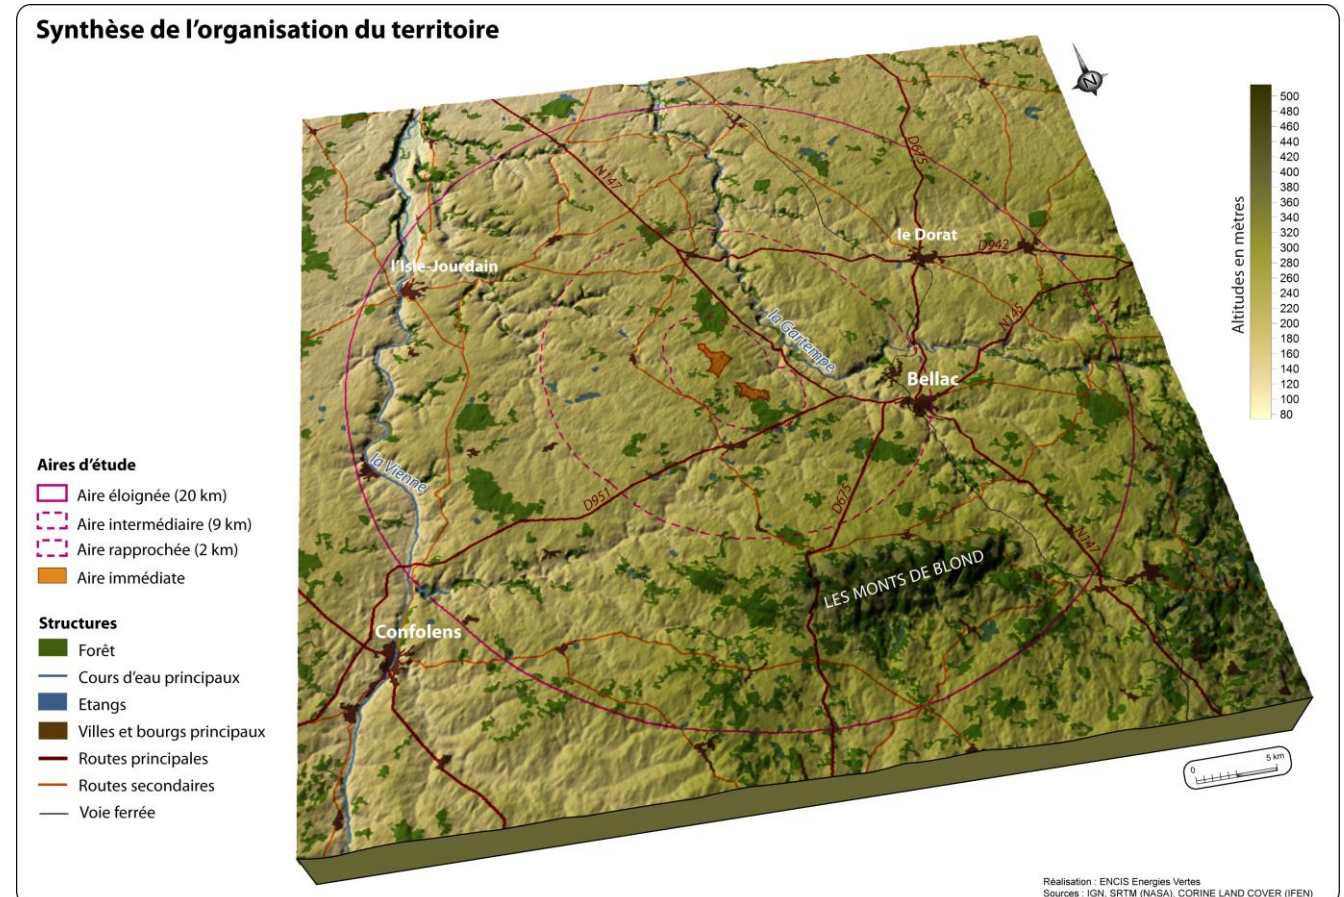 Synthèse de l'organisation du territoire
N
500
480
460
440
420
400
380
360
340
320
300
280
260
240
220
200
180
160
140
120
100
80
Altitudes en mètres
N147
D675
le Dorat
D942
l'Isle-Jourdain
la Gartempe
N145
Bellac
la Vienne
D951
D675
N147
LES MONTS DE BLOND
Confolens
Aires d'étude
Aire éloignée (20 km)
Aire intermédiaire (9 km)
Aire rapprochée (2 km)
Aire immédiate
Structures
Forêt
Cours d'eau principaux
Etangs
Villes et bourgs principaux
Routes principales
Routes secondaires
Voie ferrée
0 5 km
Réalisation : ENCIS Energies Vertes
Sources : IGN, SRTM (NASA), CORINE LAND COVER (IFEN)